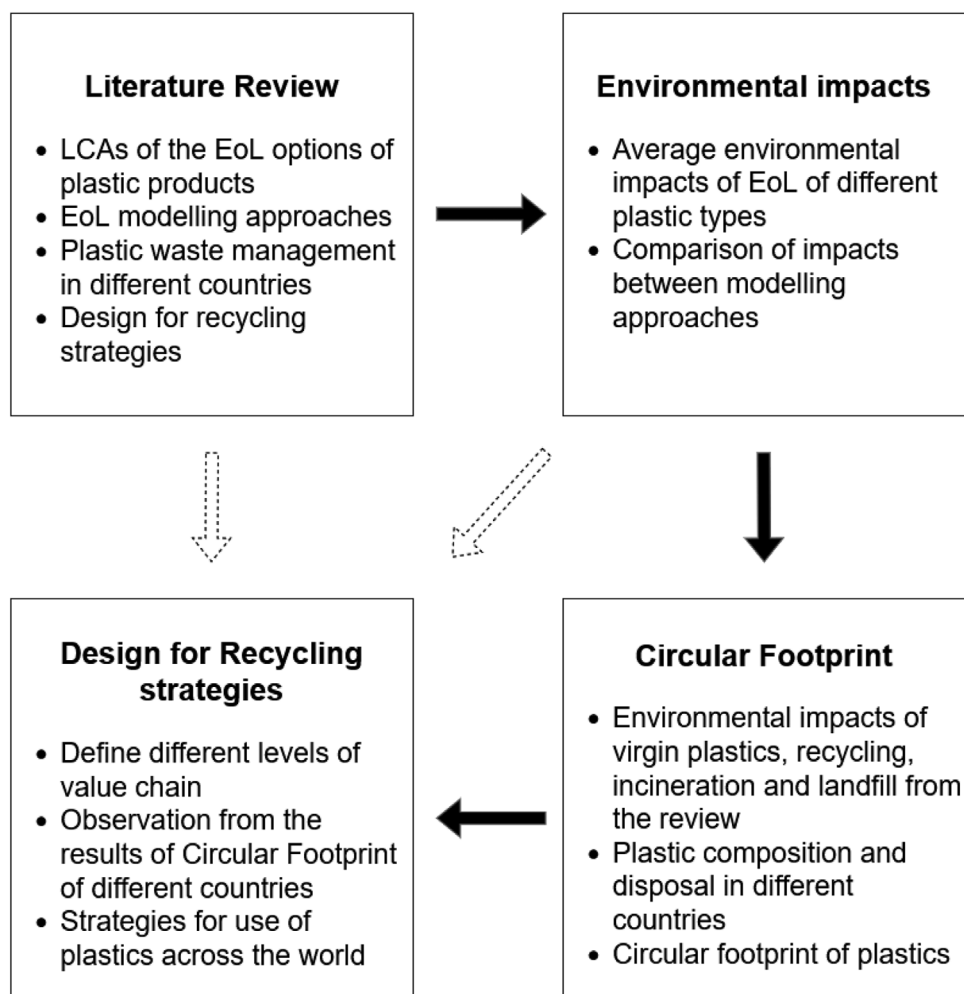 Literature Review
• LCAs of the EoL options of
plastic products
• EoL modelling approaches
• Plastic waste management
in different countries
• Design for recycling
strategies
Environmental impacts
• Average environmental
impacts of EoL of different
plastic types
• Comparison of impacts
between modelling
approaches
Design for Recycling
strategies
• Define different levels of
value chain
• Observation from the
results of Circular Footprint
of different countries
• Strategies for use of
plastics across the world
Circular Footprint
• Environmental impacts of
virgin plastics, recycling,
incineration and landfill from
the review
• Plastic composition and
disposal in different
countries
• Circular footprint of plastics